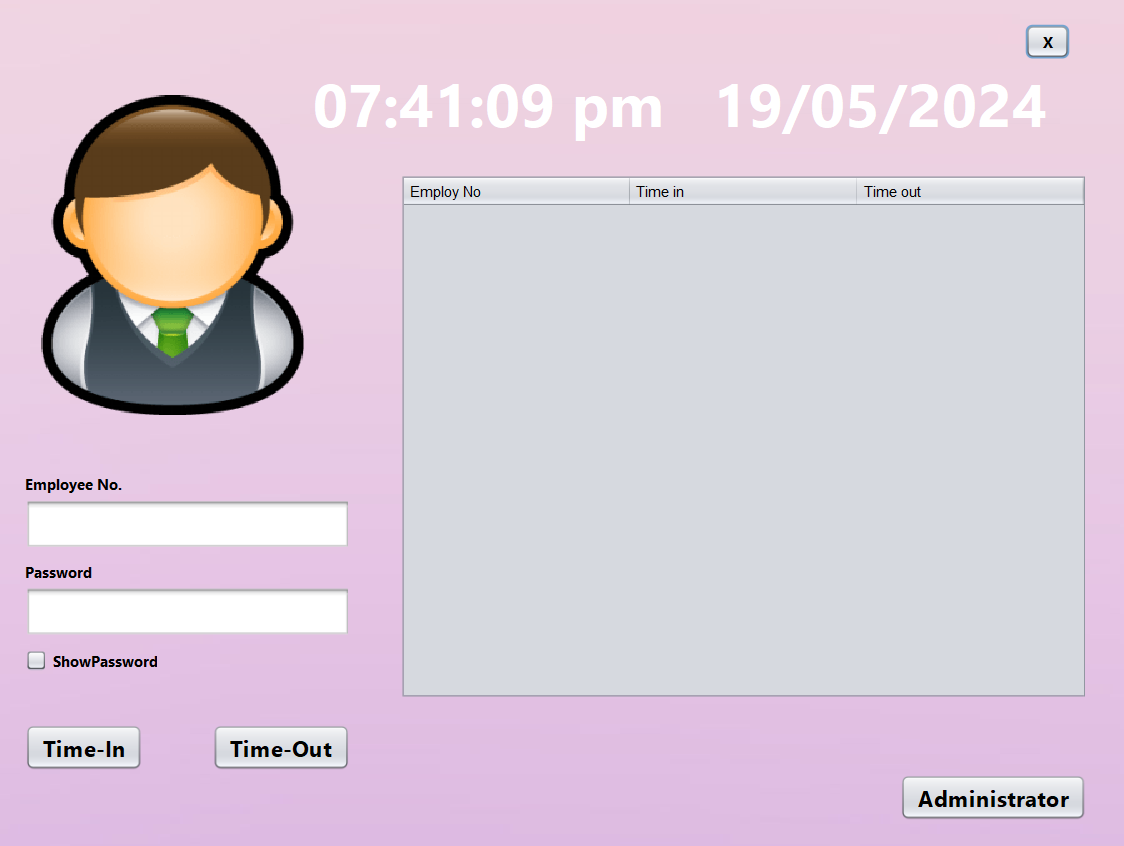 X
07:41:09 pm 19/05/2024
Employ No Time in Time out
Employee No.
Password
ShowPassword
Time-In Time-Out
Administrator